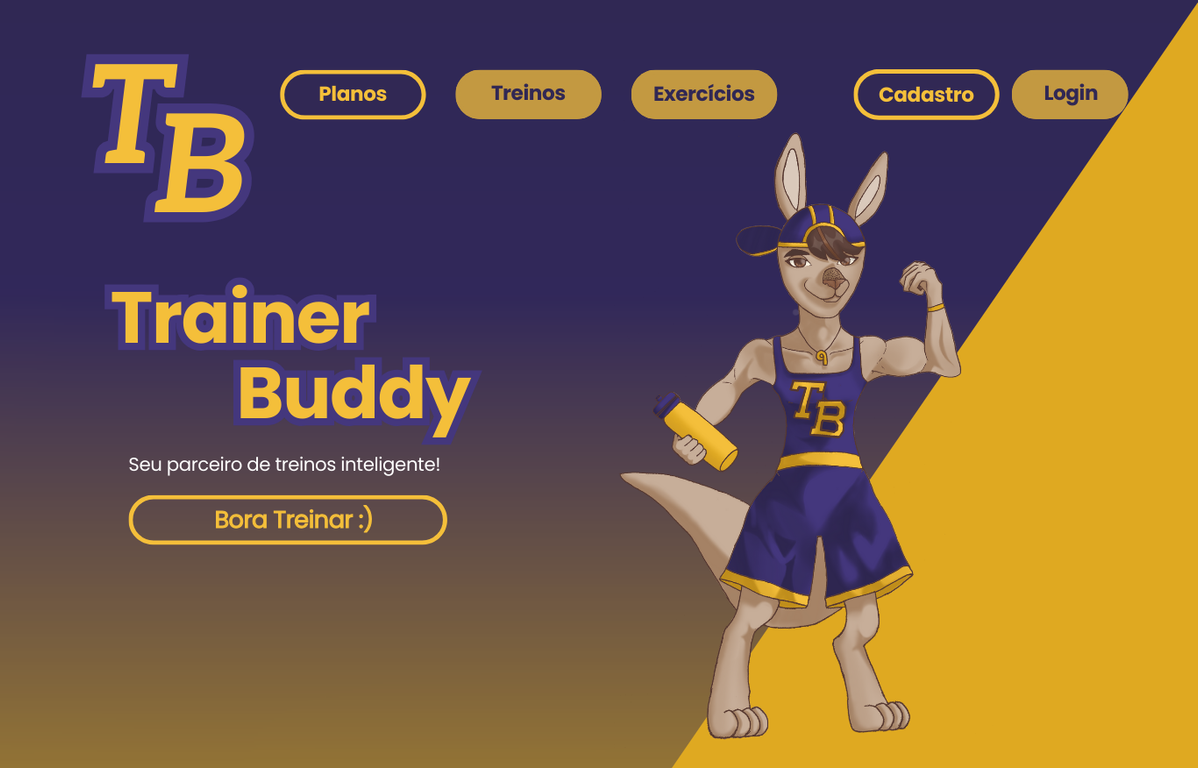 TB
Planos
Treinos
Exercícios
Cadastro
Login
Trainer
Buddy
Seu parceiro de treinos inteligente!
Bora Treinar :)
TB